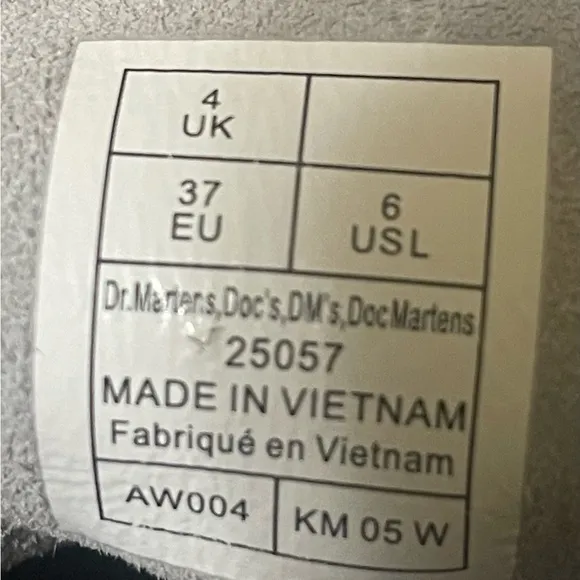 4
UK
37
EU
6
USL
Dr.Martens,Doc's,DM's,DocMartens
25057
MADE IN VIETNAM
Fabriqué en Vietnam
AW004
KM 05 W